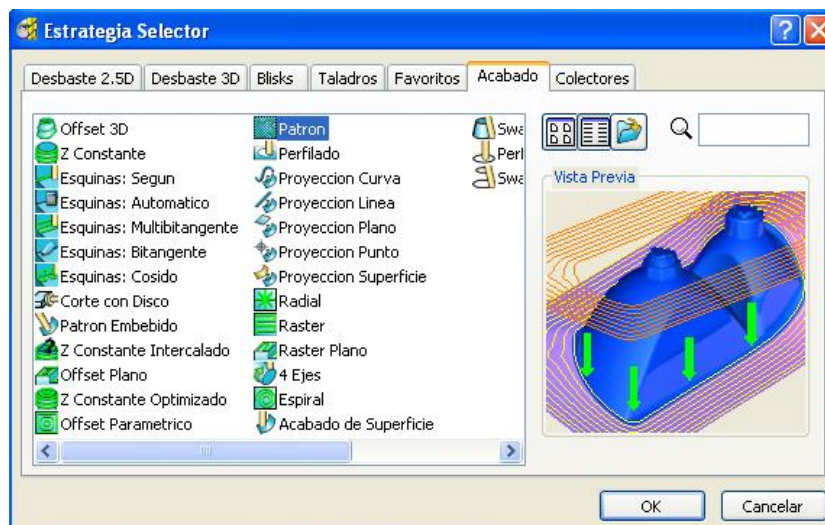 Estrategia Selector
Desbaste 2.5D
Desbaste 3D
Blisks
Taladros
Favoritos
Acabado
Colectores
Offset 3D
Z Constante
Esquinas: Segun
Esquinas: Automatico
Esquinas: Multibitangente
Esquinas: Bitangente
Esquinas: Cosido
Corte con Disco
Patron Embebido
Z Constante Intercalado
Offset Plano
Z Constante Optimizado
Offset Parametrico
Patron
Perfilado
Proyeccion Curva
Proyeccion Linea
Proyeccion Plano
Proyeccion Punto
Proyeccion Superficie
Radial
Raster
Raster Plano
4 Ejes
Espiral
Acabado de Superficie
Swa
Perl
Swa
Vista Previa
OK
Cancelar